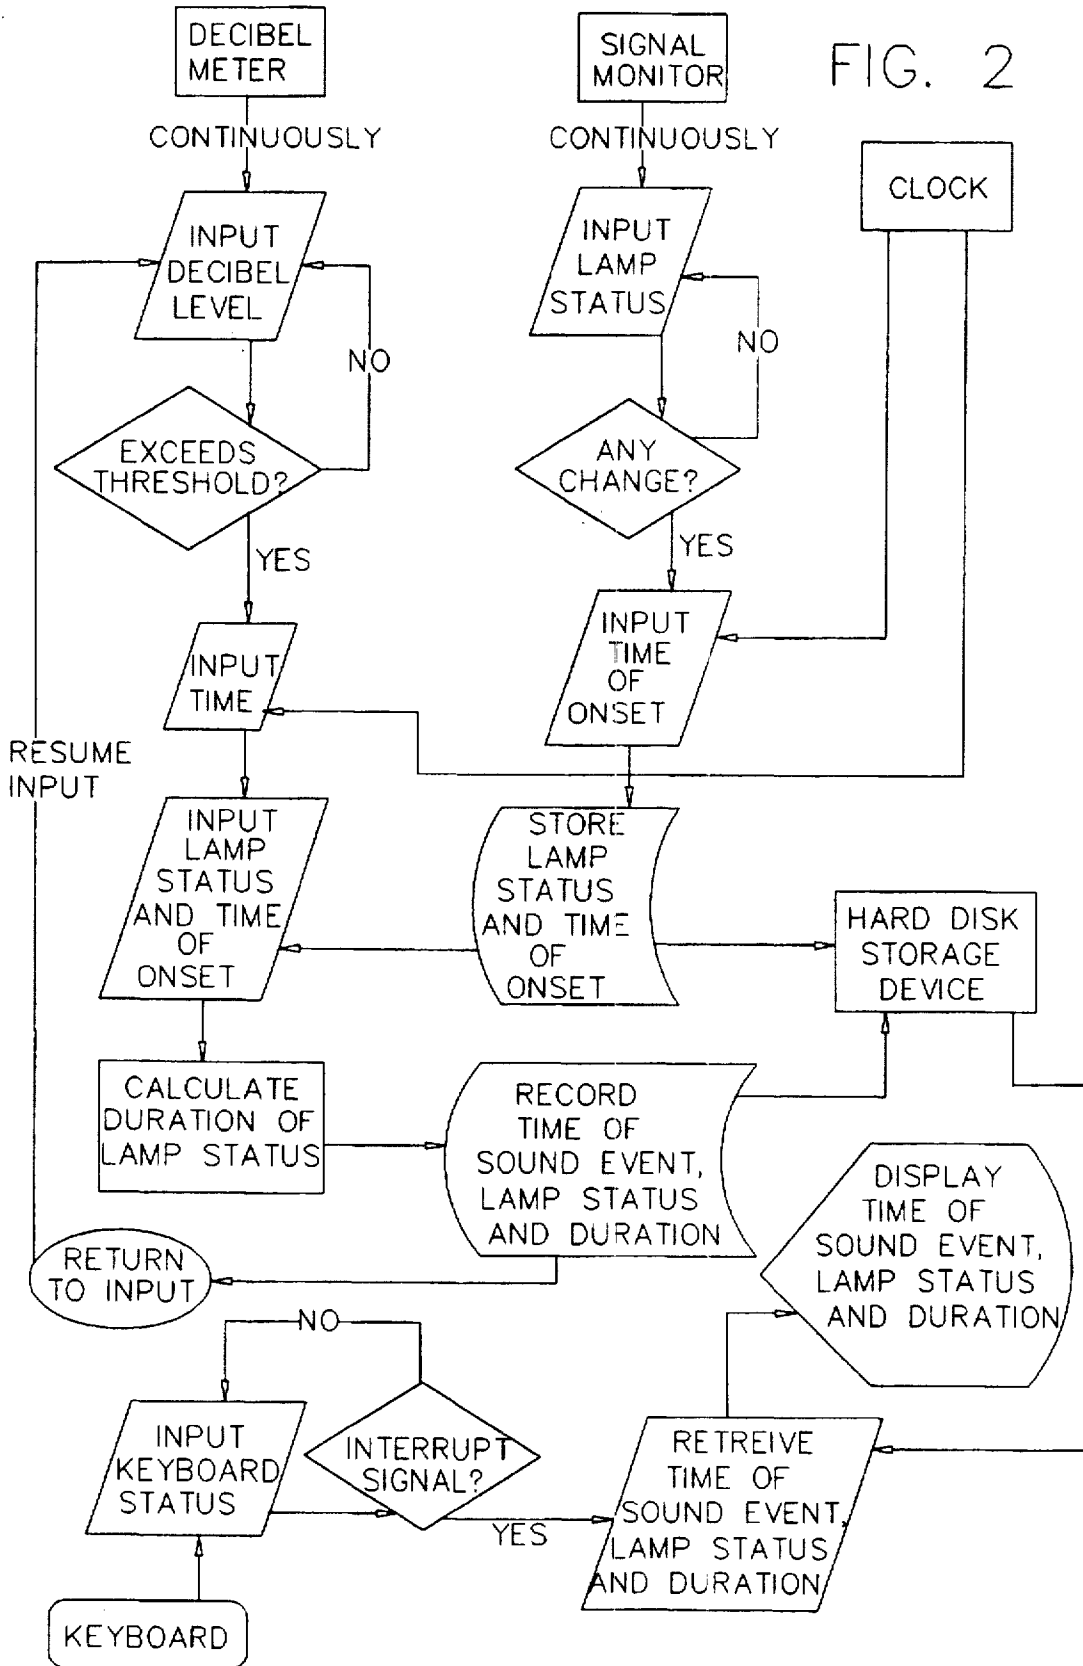 DECIBEL
METER
SIGNAL
MONITOR
FIG. 2
CONTINUOUSLY
CONTINUOUSLY
CLOCK
INPUT
DECIBEL
LEVEL
INPUT
LAMP
STATUS
NO
NO
EXCEEDS
THRESHOLD?
ANY
CHANGE?
YES
YES
INPUT
TIME
INPUT
TIME
OF
ONSET
RESUME
INPUT
INPUT
LAMP
STATUS
AND TIME
OF
ONSET
STORE
LAMP
STATUS
AND TIME
OF
ONSET
HARD DISK
STORAGE
DEVICE
CALCULATE
DURATION OF
LAMP STATUS
RECORD
TIME OF
SOUND EVENT,
LAMP STATUS
AND DURATION
DISPLAY
TIME OF
SOUND EVENT,
LAMP STATUS
AND DURATION
RETURN
TO INPUT
NO
INPUT
KEYBOARD
STATUS
INTERRUPT
SIGNAL?
YES
RETREIVE
TIME OF
SOUND EVENT,
LAMP STATUS
AND DURATION
KEYBOARD